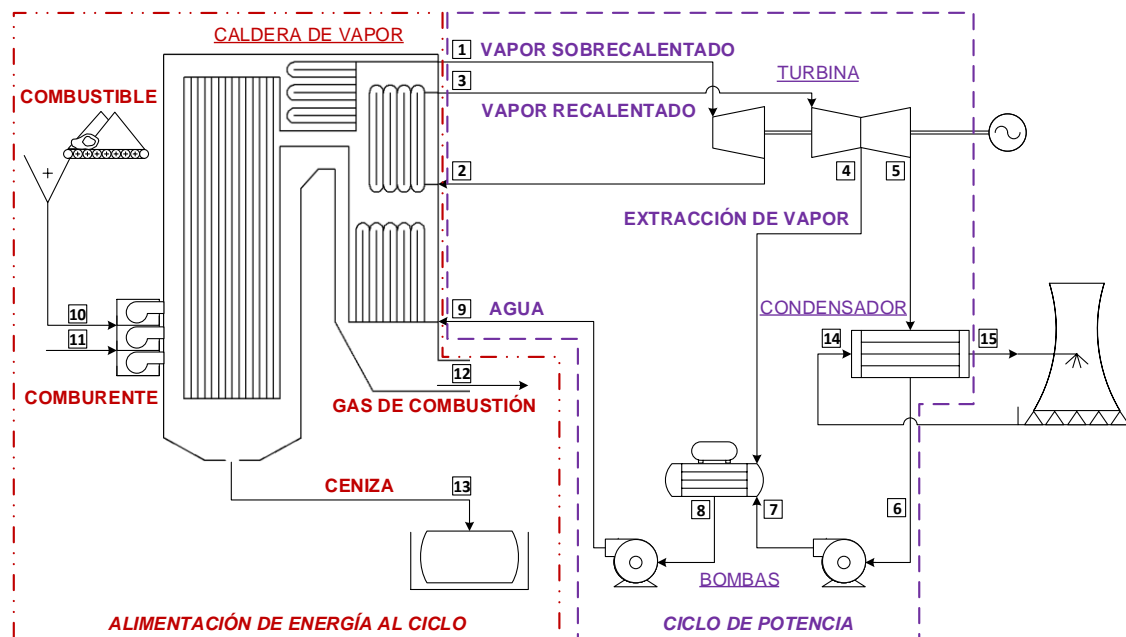 CALDERA DE VAPOR
1 VAPOR SOBRECALENTADO
3
VAPOR RECALENTADO
TURBINA
COMBUSTIBLE
+
2
4
5
EXTRACCIÓN DE VAPOR
9 AGUA
CONDENSADOR
10
11
COMBURENTE
14
15
12
GAS DE COMBUSTIÓN
CENIZA 13
8
7
6
BOMBAS
ALIMENTACIÓN DE ENERGÍA AL CICLO
CICLO DE POTENCIA